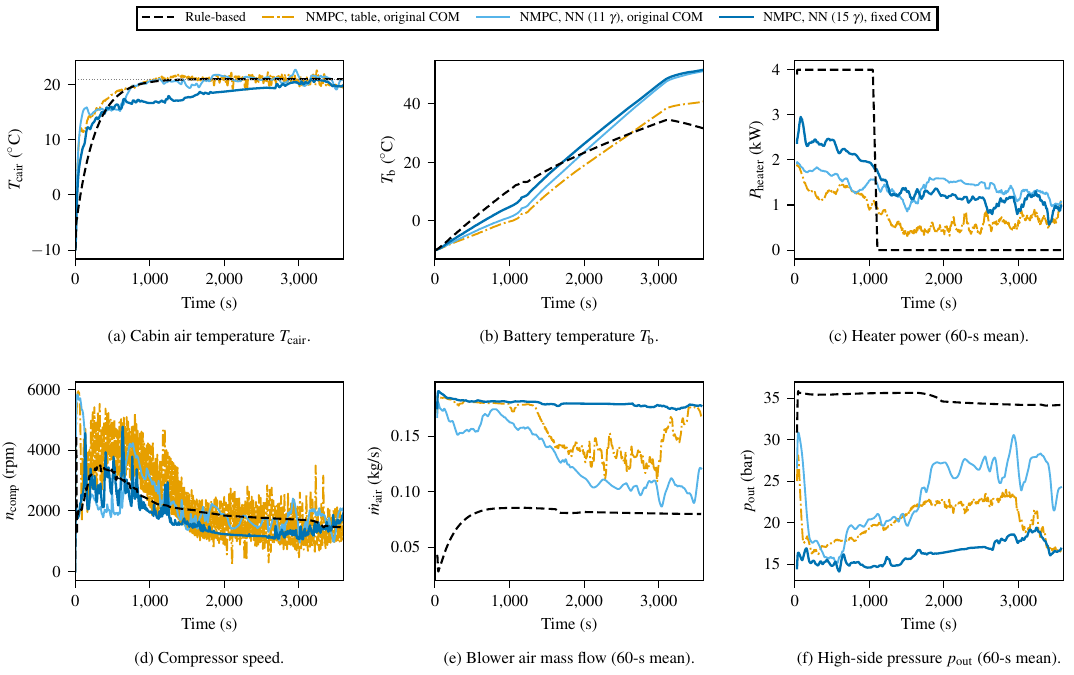 Rule-based NMPC, table, original COM NMPC, NN (11 γ), original COM NMPC, NN (15 γ), fixed COM
20
10
0
−10
T_cair (°C)
0 1,000 2,000 3,000
Time (s)
(a) Cabin air temperature T_cair.
40
20
0
T_b (°C)
0 1,000 2,000 3,000
Time (s)
(b) Battery temperature T_b.
4
3
2
1
0
P_heater (kW)
0 1,000 2,000 3,000
Time (s)
(c) Heater power (60-s mean).
6000
4000
2000
0
n_comp (rpm)
0 1,000 2,000 3,000
Time (s)
(d) Compressor speed.
0.15
0.10
0.05
ṁ_air (kg/s)
0 1,000 2,000 3,000
Time (s)
(e) Blower air mass flow (60-s mean).
35
30
25
20
15
p_out (bar)
0 1,000 2,000 3,000
Time (s)
(f) High-side pressure p_out (60-s mean).